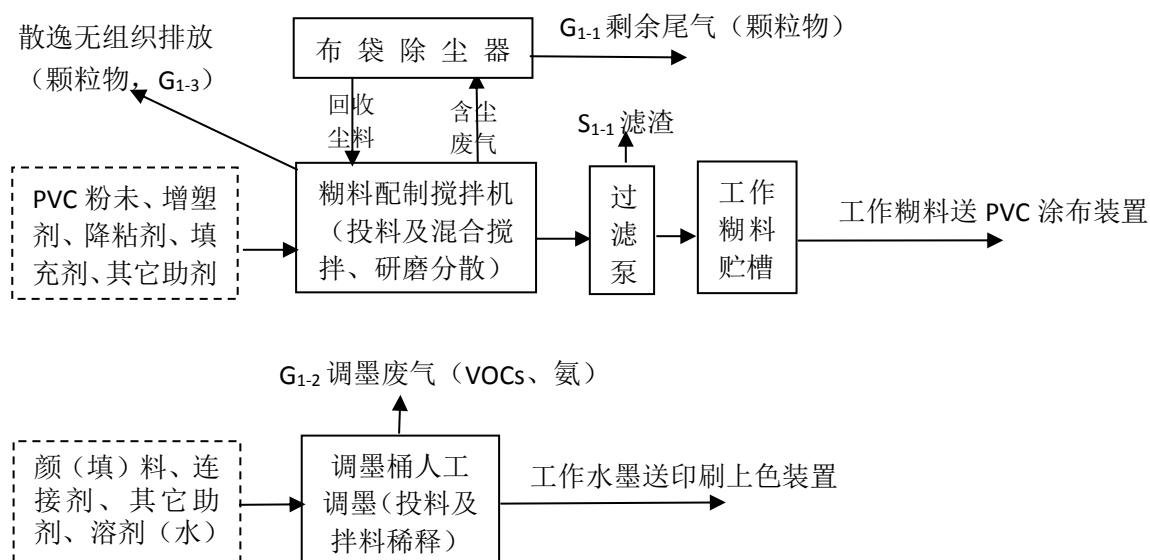 散逸无组织排放
（颗粒物，G1-3）
布 袋 除 尘 器
G1-1 剩余尾气（颗粒物）
回收
尘料
含尘
废气
S1-1 滤渣
PVC 粉未、增塑
剂、降粘剂、填
充剂、其它助剂
糊料配制搅拌机
（投料及混合搅
拌、研磨分散）
过
滤
泵
工作
糊料
贮槽
工作糊料送 PVC 涂布装置
G1-2 调墨废气（VOCs、氨）
颜（填）料、连
接剂、其它助
剂、溶剂（水）
调墨桶人工
调墨（投料及
拌料稀释）
工作水墨送印刷上色装置